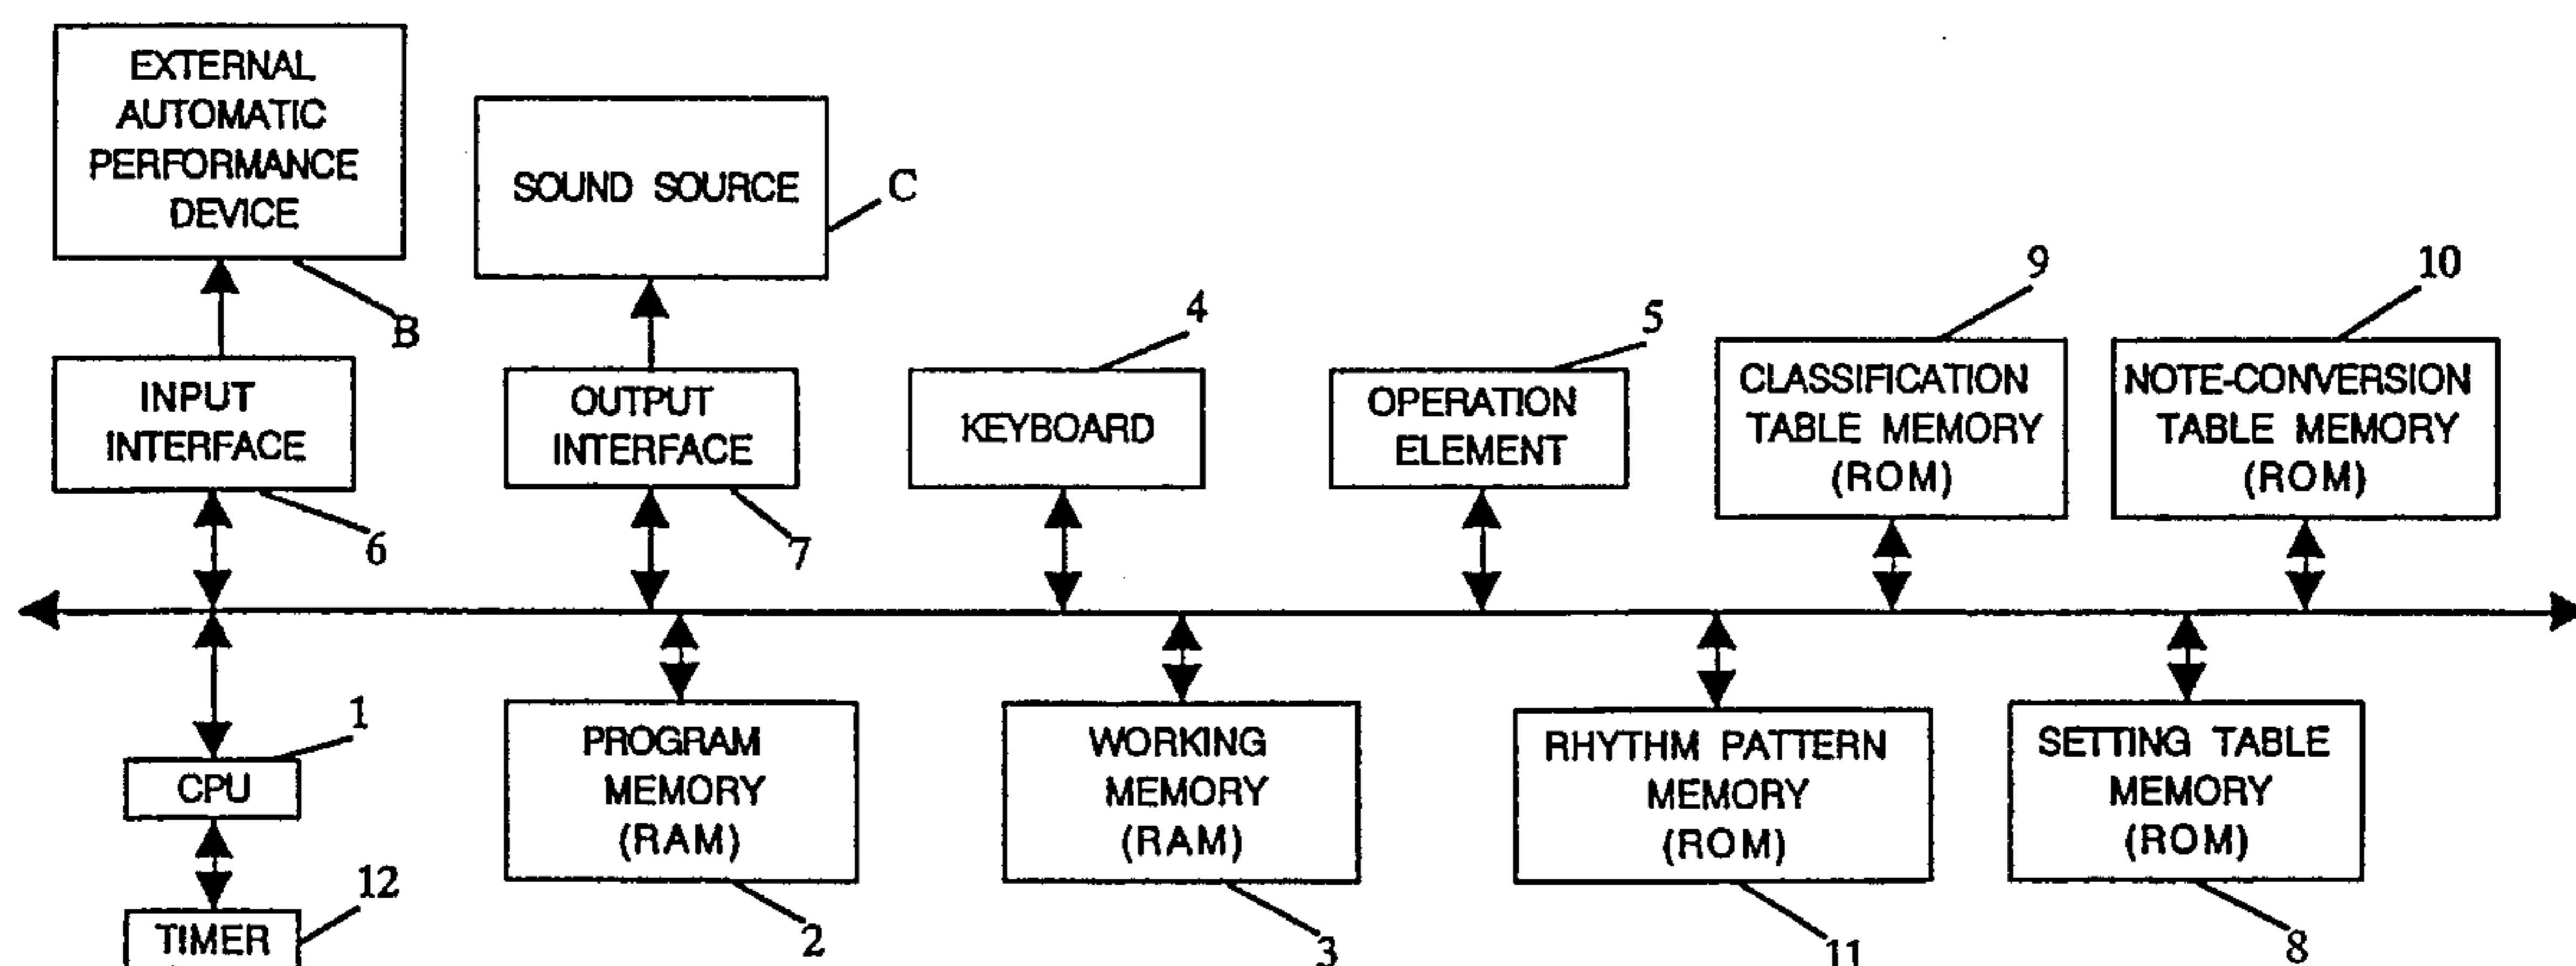 EXTERNAL
AUTOMATIC
PERFORMANCE
DEVICE
B
SOUND SOURCE
C
INPUT
INTERFACE
6
OUTPUT
INTERFACE
7
KEYBOARD
4
OPERATION
ELEMENT
5
CLASSIFICATION
TABLE MEMORY
(ROM)
9
NOTE-CONVERSION
TABLE MEMORY
(ROM)
10
CPU
1
TIMER
12
PROGRAM
MEMORY
(RAM)
2
WORKING
MEMORY
(RAM)
3
RHYTHM PATTERN
MEMORY
(ROM)
11
SETTING TABLE
MEMORY
(ROM)
8